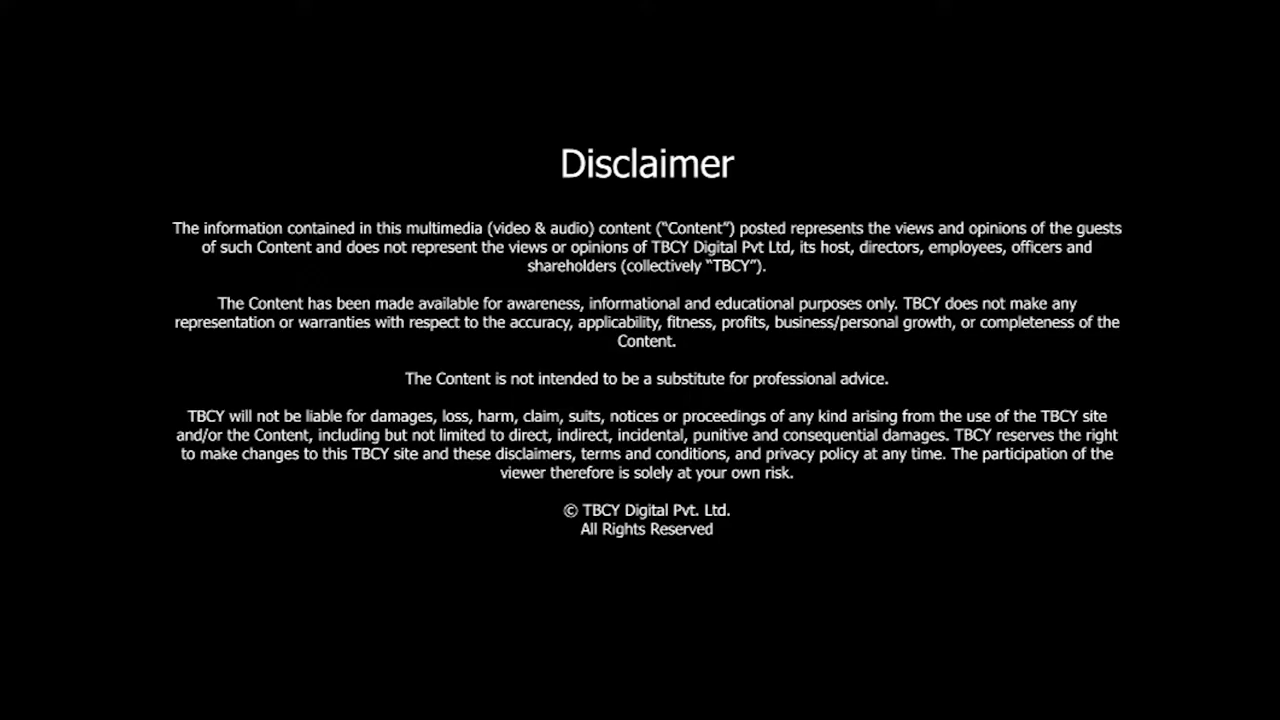 Disclaimer
The information contained in this multimedia (video & audio) content (“Content”) posted represents the views and opinions of the guests
of such Content and does not represent the views or opinions of TBCY Digital Pvt Ltd, its host, directors, employees, officers and
shareholders (collectively “TBCY”).
The Content has been made available for awareness, informational and educational purposes only. TBCY does not make any
representation or warranties with respect to the accuracy, applicability, fitness, profits, business/personal growth, or completeness of the
Content.
The Content is not intended to be a substitute for professional advice.
TBCY will not be liable for damages, loss, harm, claim, suits, notices or proceedings of any kind arising from the use of the TBCY site
and/or the Content, including but not limited to direct, indirect, incidental, punitive and consequential damages. TBCY reserves the right
to make changes to this TBCY site and these disclaimers, terms and conditions, and privacy policy at any time. The participation of the
viewer therefore is solely at your own risk.
© TBCY Digital Pvt. Ltd.
All Rights Reserved